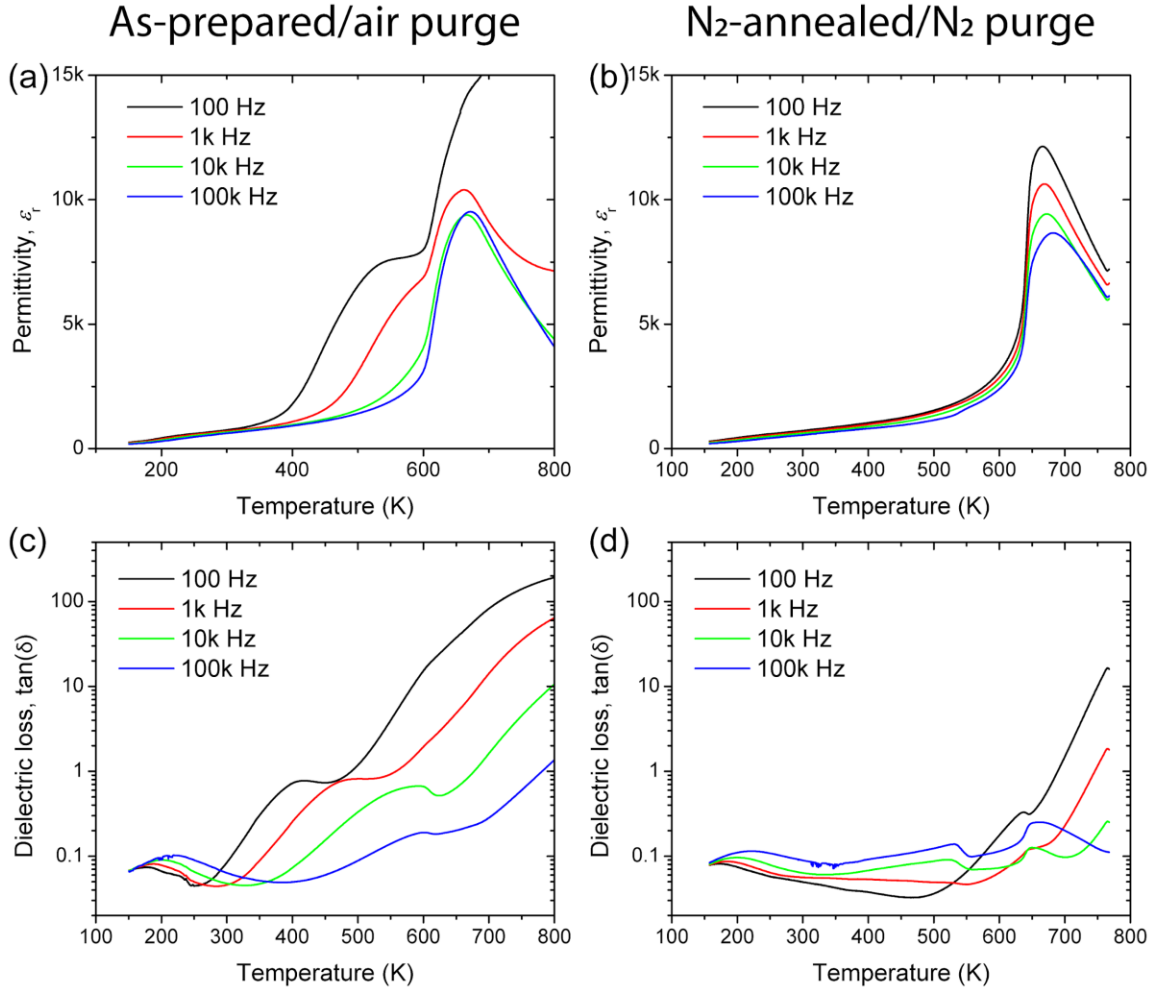 As-prepared/air purge
N₂-annealed/N₂ purge
(a)
15k
10k
5k
0
Permittivity, εᵣ
100 Hz
1k Hz
10k Hz
100k Hz
200 400 600 800
Temperature (K)
(b)
15k
10k
5k
0
Permittivity, εᵣ
100 Hz
1k Hz
10k Hz
100k Hz
100 200 300 400 500 600 700 800
Temperature (K)
(c)
100
10
1
0.1
Dielectric loss, tan(δ)
100 Hz
1k Hz
10k Hz
100k Hz
100 200 300 400 500 600 700 800
Temperature (K)
(d)
100
10
1
0.1
Dielectric loss, tan(δ)
100 Hz
1k Hz
10k Hz
100k Hz
100 200 300 400 500 600 700 800
Temperature (K)